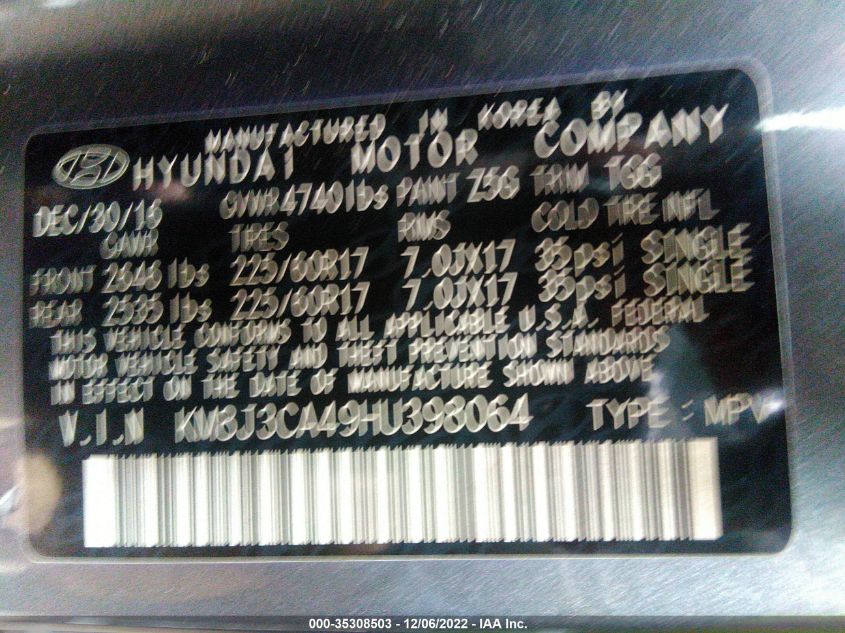 MANUFACTURED IN KOREA BY
HYUNDAI MOTOR COMPANY
DEC/30/16 GVWR 4740lbs PAINT Z5G TRIM TGG
GAWR TIRES RIMS COLD TIRE INFL
FRONT 2646 lbs 225/60R17 7.0JX17 35psi SINGLE
REAR 2535 lbs 225/60R17 7.0JX17 35psi SINGLE
THIS VEHICLE CONFORMS TO ALL APPLICABLE U.S.A. FEDERAL
MOTOR VEHICLE SAFETY AND THEFT PREVENTION STANDARDS
IN EFFECT ON THE DATE OF MANUFACTURE SHOWN ABOVE
V.I.N KM8J3CA49HU398064 TYPE : MPV
000-35308503 - 12/06/2022 - IAA Inc.